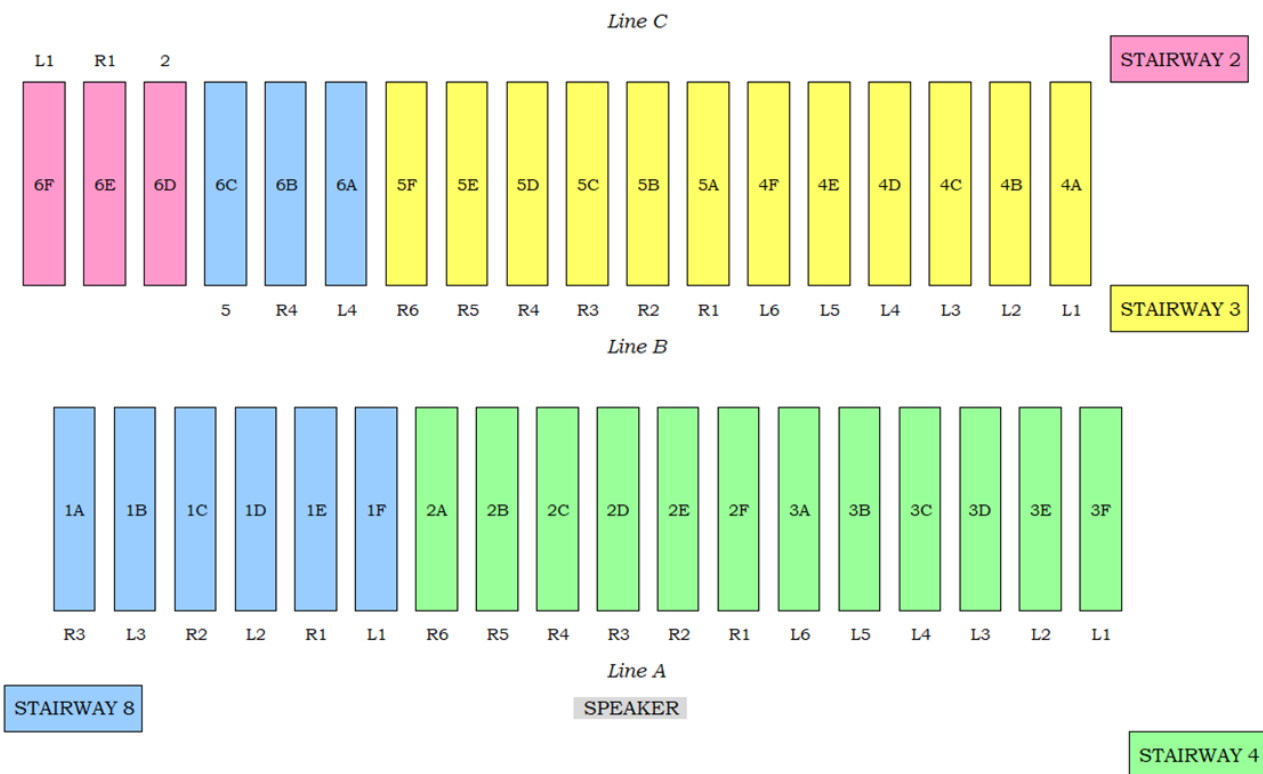 Line C
L1 R1 2
STAIRWAY 2
6F 6E 6D 6C 6B 6A 5F 5E 5D 5C 5B 5A 4F 4E 4D 4C 4B 4A
5 R4 L4 R6 R5 R4 R3 R2 R1 L6 L5 L4 L3 L2 L1
STAIRWAY 3
Line B
1A 1B 1C 1D 1E 1F 2A 2B 2C 2D 2E 2F 3A 3B 3C 3D 3E 3F
R3 L3 R2 L2 R1 L1 R6 R5 R4 R3 R2 R1 L6 L5 L4 L3 L2 L1
Line A
STAIRWAY 8
SPEAKER
STAIRWAY 4